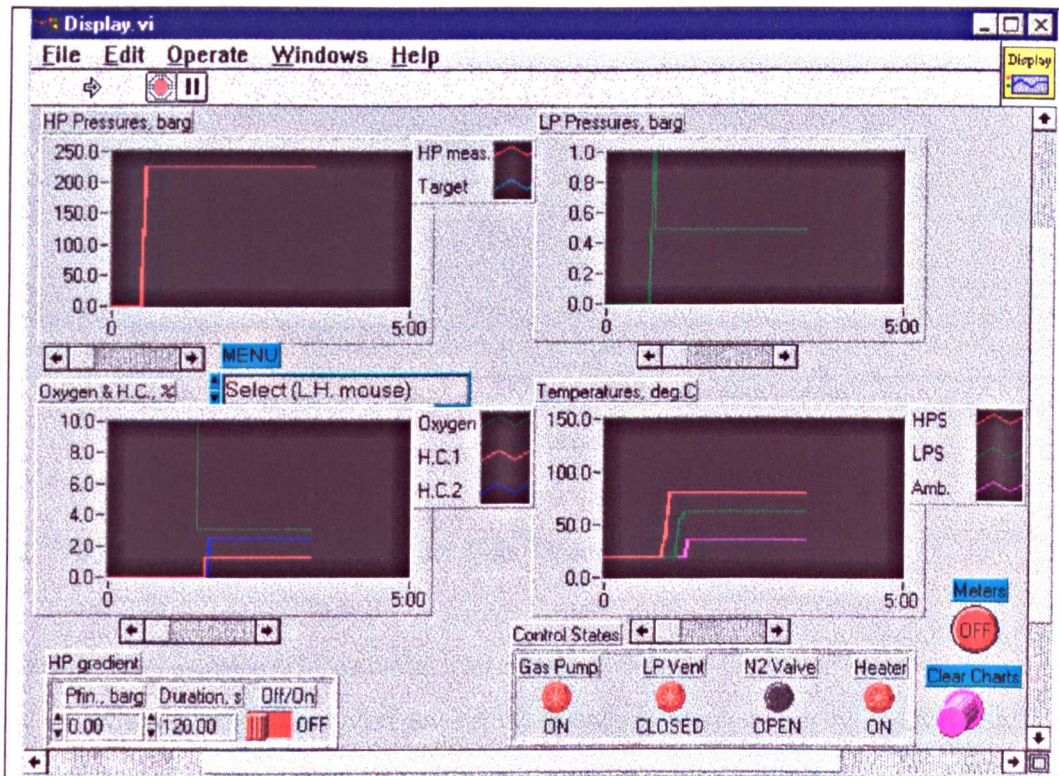 Display.vi
File Edit Operate Windows Help
Display
HP Pressures, barg
250.0
200.0
150.0
100.0
50.0
0.0
0
5:00
HP meas.
Target
LP Pressures, barg
1.0
0.8
0.6
0.4
0.2
0.0
0
5:00
MENU
Select (L.H. mouse)
Oxygen & H.C., %
10.0
8.0
6.0
4.0
2.0
0.0
0
5:00
Oxygen
H.C.1
H.C.2
Temperatures, deg.C
150.0
100.0
50.0
0.0
0
5:00
HPS
LPS
Amb.
Meters
OFF
Clear Charts
HP gradient
Pfin., barg Duration, s Off/On
0.00 120.00 OFF
Control States
Gas Pump LP Vent N2 Valve Heater
ON CLOSED OPEN ON